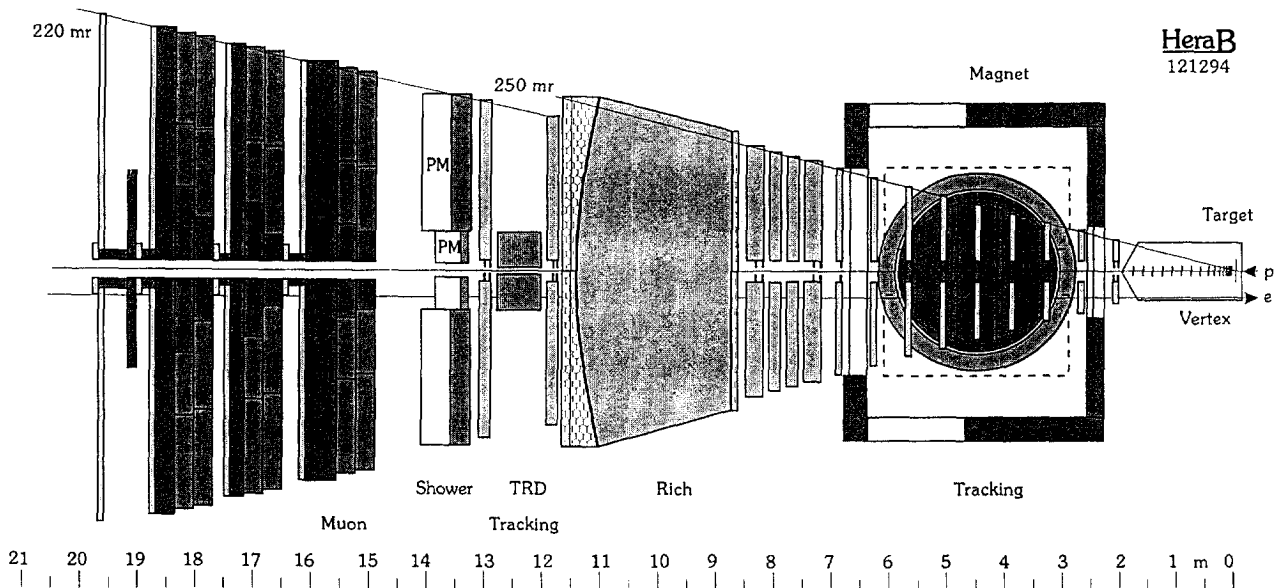 HeraB
121294
220 mr
250 mr
Magnet
PM
PM
Target
p
e
Vertex
Shower
TRD
Rich
Tracking
Muon
Tracking
21 20 19 18 17 16 15 14 13 12 11 10 9 8 7 6 5 4 3 2 1 m 0